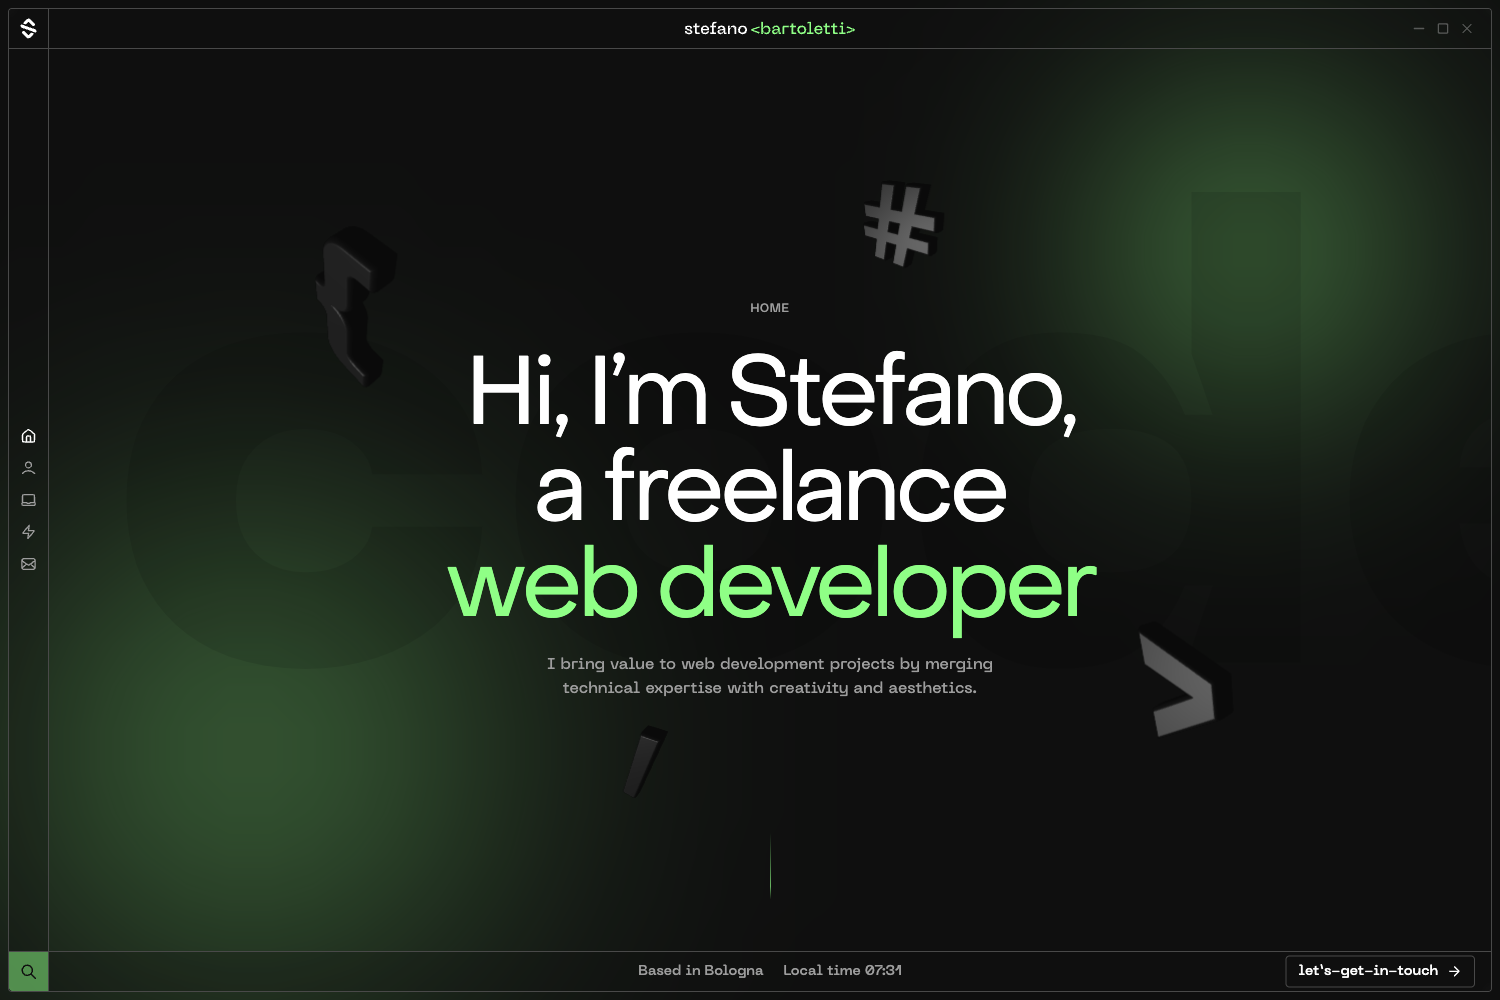 stefano <bartoletti>
#
HOME
Hi, I’m Stefano,
a freelance
web developer
>
I bring value to web development projects by merging
technical expertise with creativity and aesthetics.
/
Based in Bologna Local time 07:31
let's-get-in-touch →